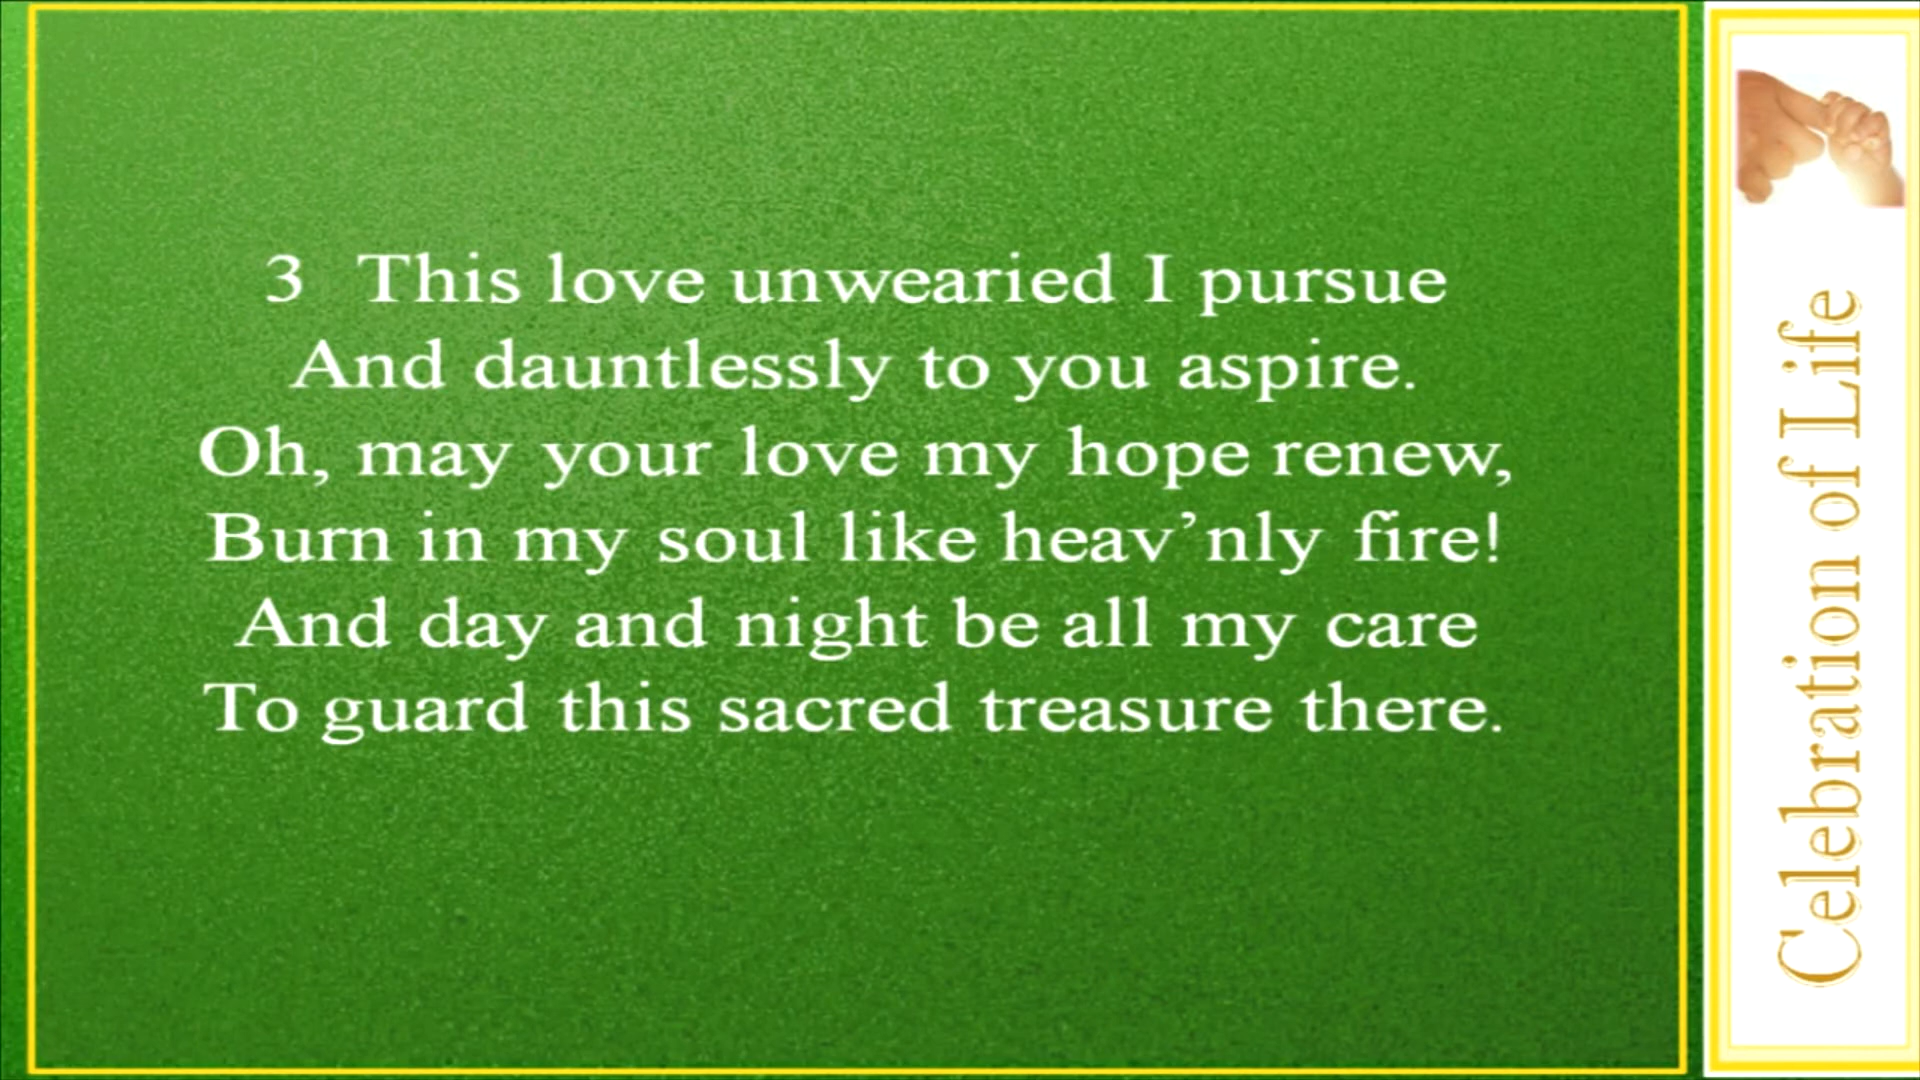 3 This love unwearied I pursue
And dauntlessly to you aspire.
Oh, may your love my hope renew,
Burn in my soul like heav’nly fire!
And day and night be all my care
To guard this sacred treasure there.
Celebration of Life